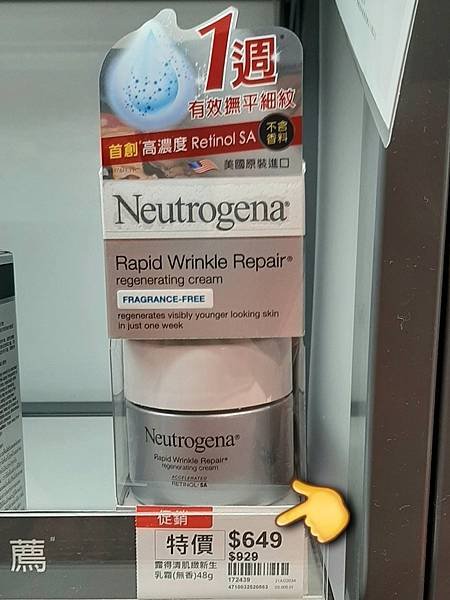 1週
有效撫平細紋
首創 高濃度 Retinol SA
不含
香料
美國原裝進口
Neutrogena®
Rapid Wrinkle Repair®
regenerating cream
FRAGRANCE-FREE
regenerates visibly younger looking skin
in just one week
Neutrogena®
Rapid Wrinkle Repair®
regenerating cream
ACCELERATED
RETINOL SA
促銷
特價 $649
$929
露得清肌緻新生
乳霜(無香)48g
172439
薦